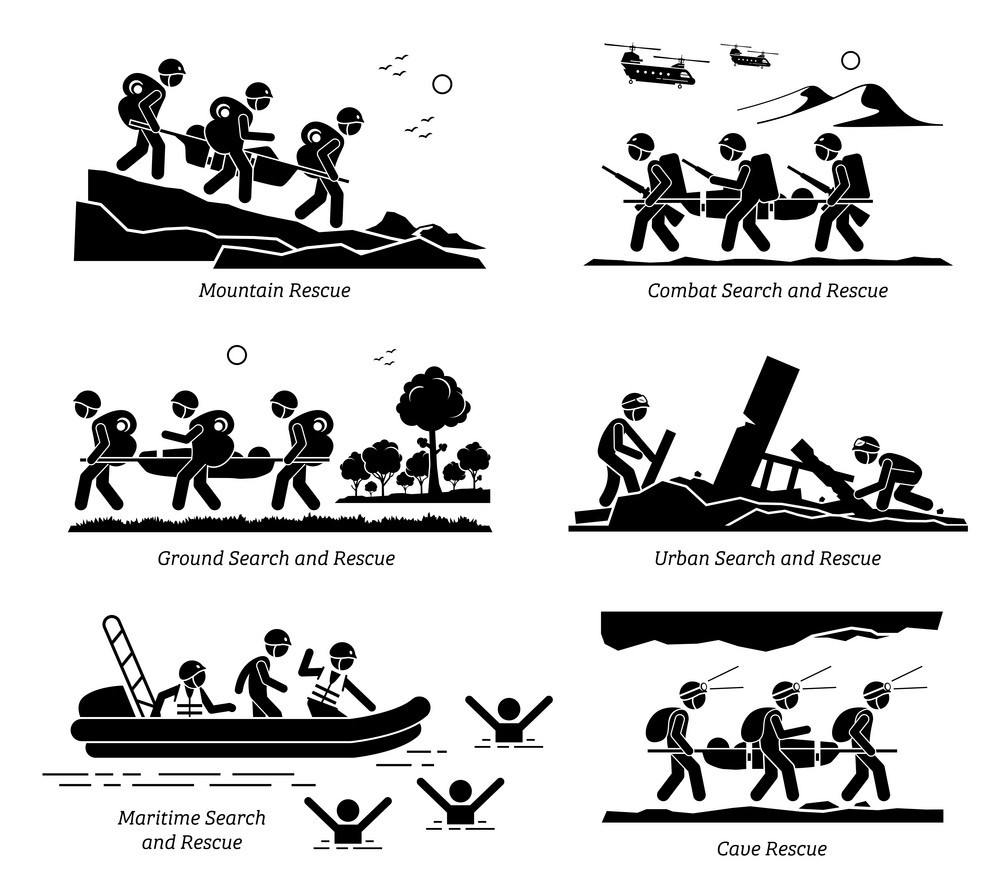 Mountain Rescue
Combat Search and Rescue
Ground Search and Rescue
Urban Search and Rescue
Maritime Search
and Rescue
Cave Rescue